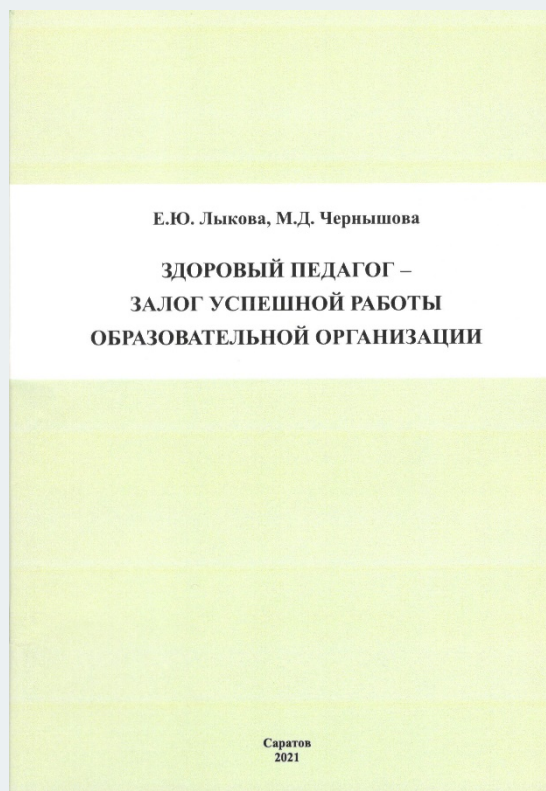 Е.Ю. Лыкова, М.Д. Чернышова
ЗДОРОВЫЙ ПЕДАГОГ –
ЗАЛОГ УСПЕШНОЙ РАБОТЫ
ОБРАЗОВАТЕЛЬНОЙ ОРГАНИЗАЦИИ
Саратов
2021